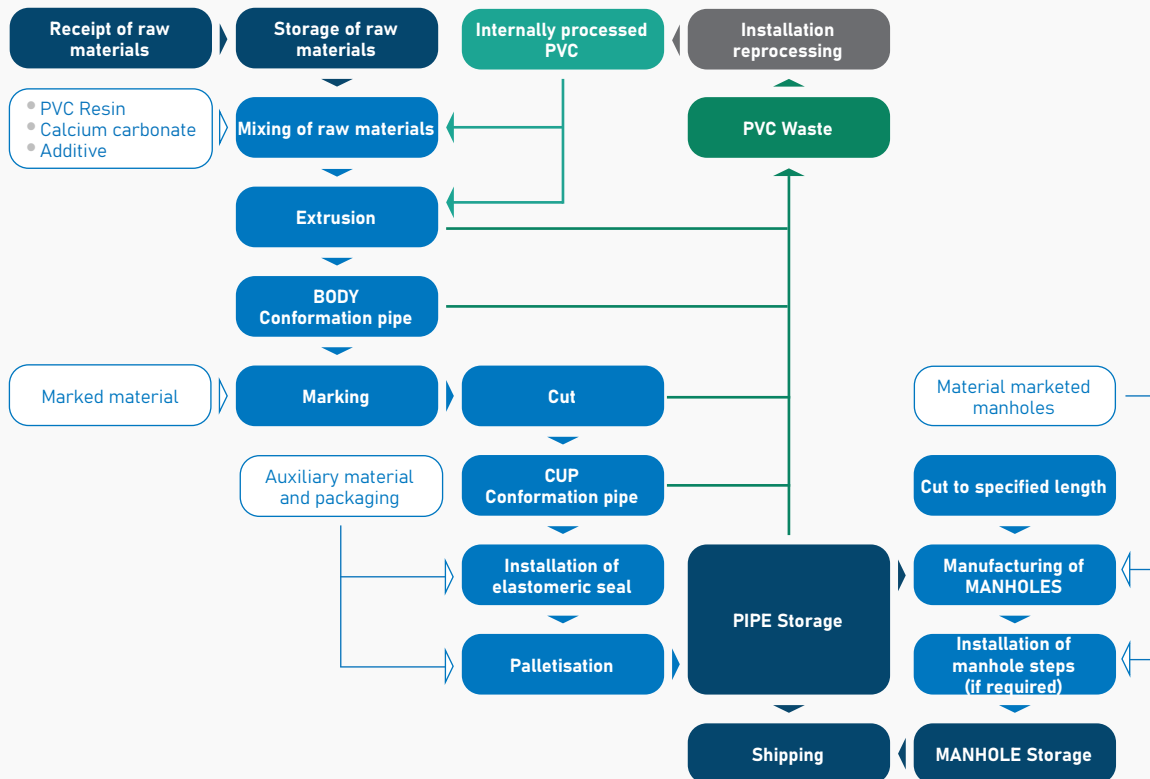 Receipt of raw
materials
Storage of raw
materials
Internally processed
PVC
Installation
reprocessing
PVC Resin
Calcium carbonate
Additive
Mixing of raw materials
PVC Waste
Extrusion
BODY
Conformation pipe
Marked material
Marking
Cut
Material marketed
manholes
Auxiliary material
and packaging
CUP
Conformation pipe
Cut to specified length
Installation of
elastomeric seal
PIPE Storage
Manufacturing of
MANHOLES
Palletisation
Installation of
manhole steps
(if required)
Shipping
MANHOLE Storage